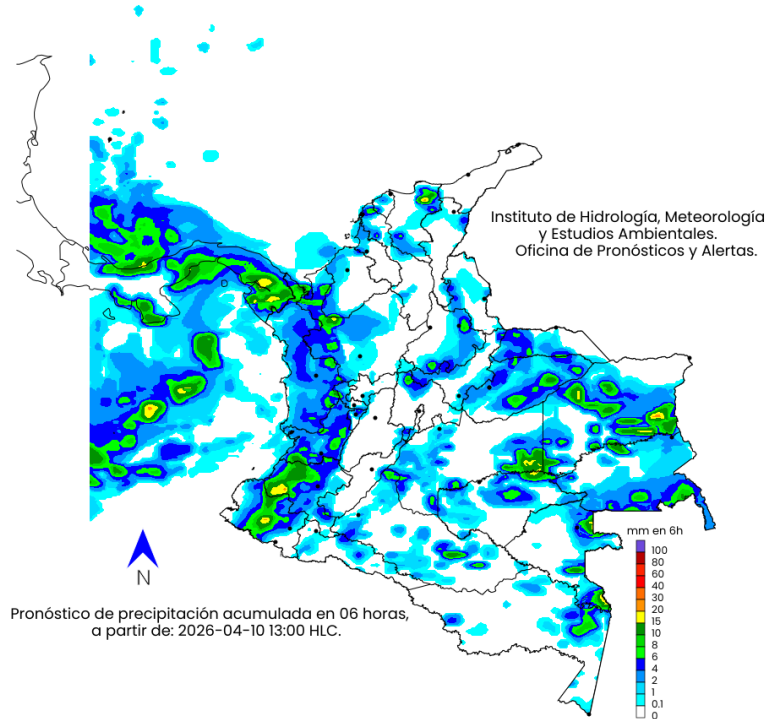 Instituto de Hidrología, Meteorología
y Estudios Ambientales.
Oficina de Pronósticos y Alertas.
mm en 6h
100
80
60
40
30
20
15
10
8
6
4
2
1
0.1
0
N
Pronóstico de precipitación acumulada en 06 horas,
a partir de: 2026-04-10 13:00 HLC.